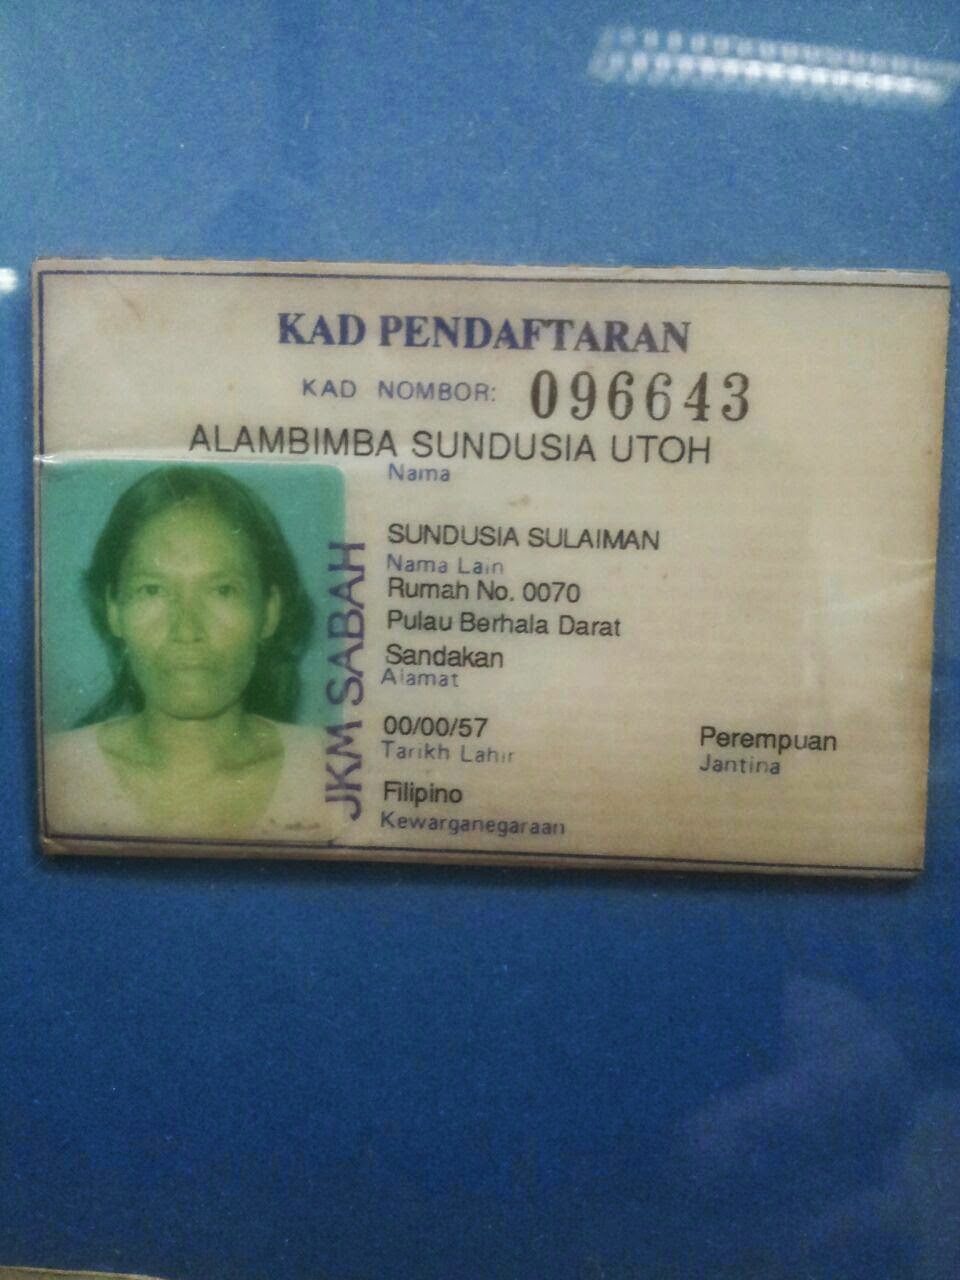 KAD PENDAFTARAN
KAD NOMBOR: 096643
ALAMBIMBA SUNDUSIA UTOH
Nama
SUNDUSIA SULAIMAN
Nama Lain
Rumah No. 0070
Pulau Berhala Darat
Sandakan
Alamat
00/00/57 Perempuan
Tarikh Lahir Jantina
Filipino
Kewarganegaraan
JKM SABAH